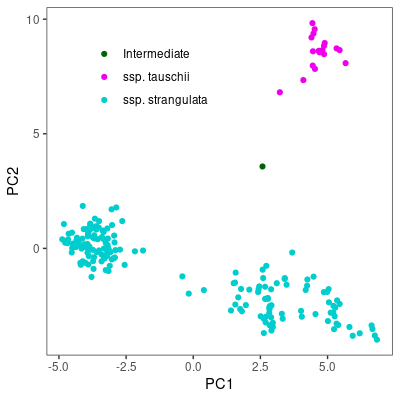 10
Intermediate
ssp. tauschii
ssp. strangulata
5
PC2
0
-5.0 -2.5 0.0 2.5 5.0
PC1